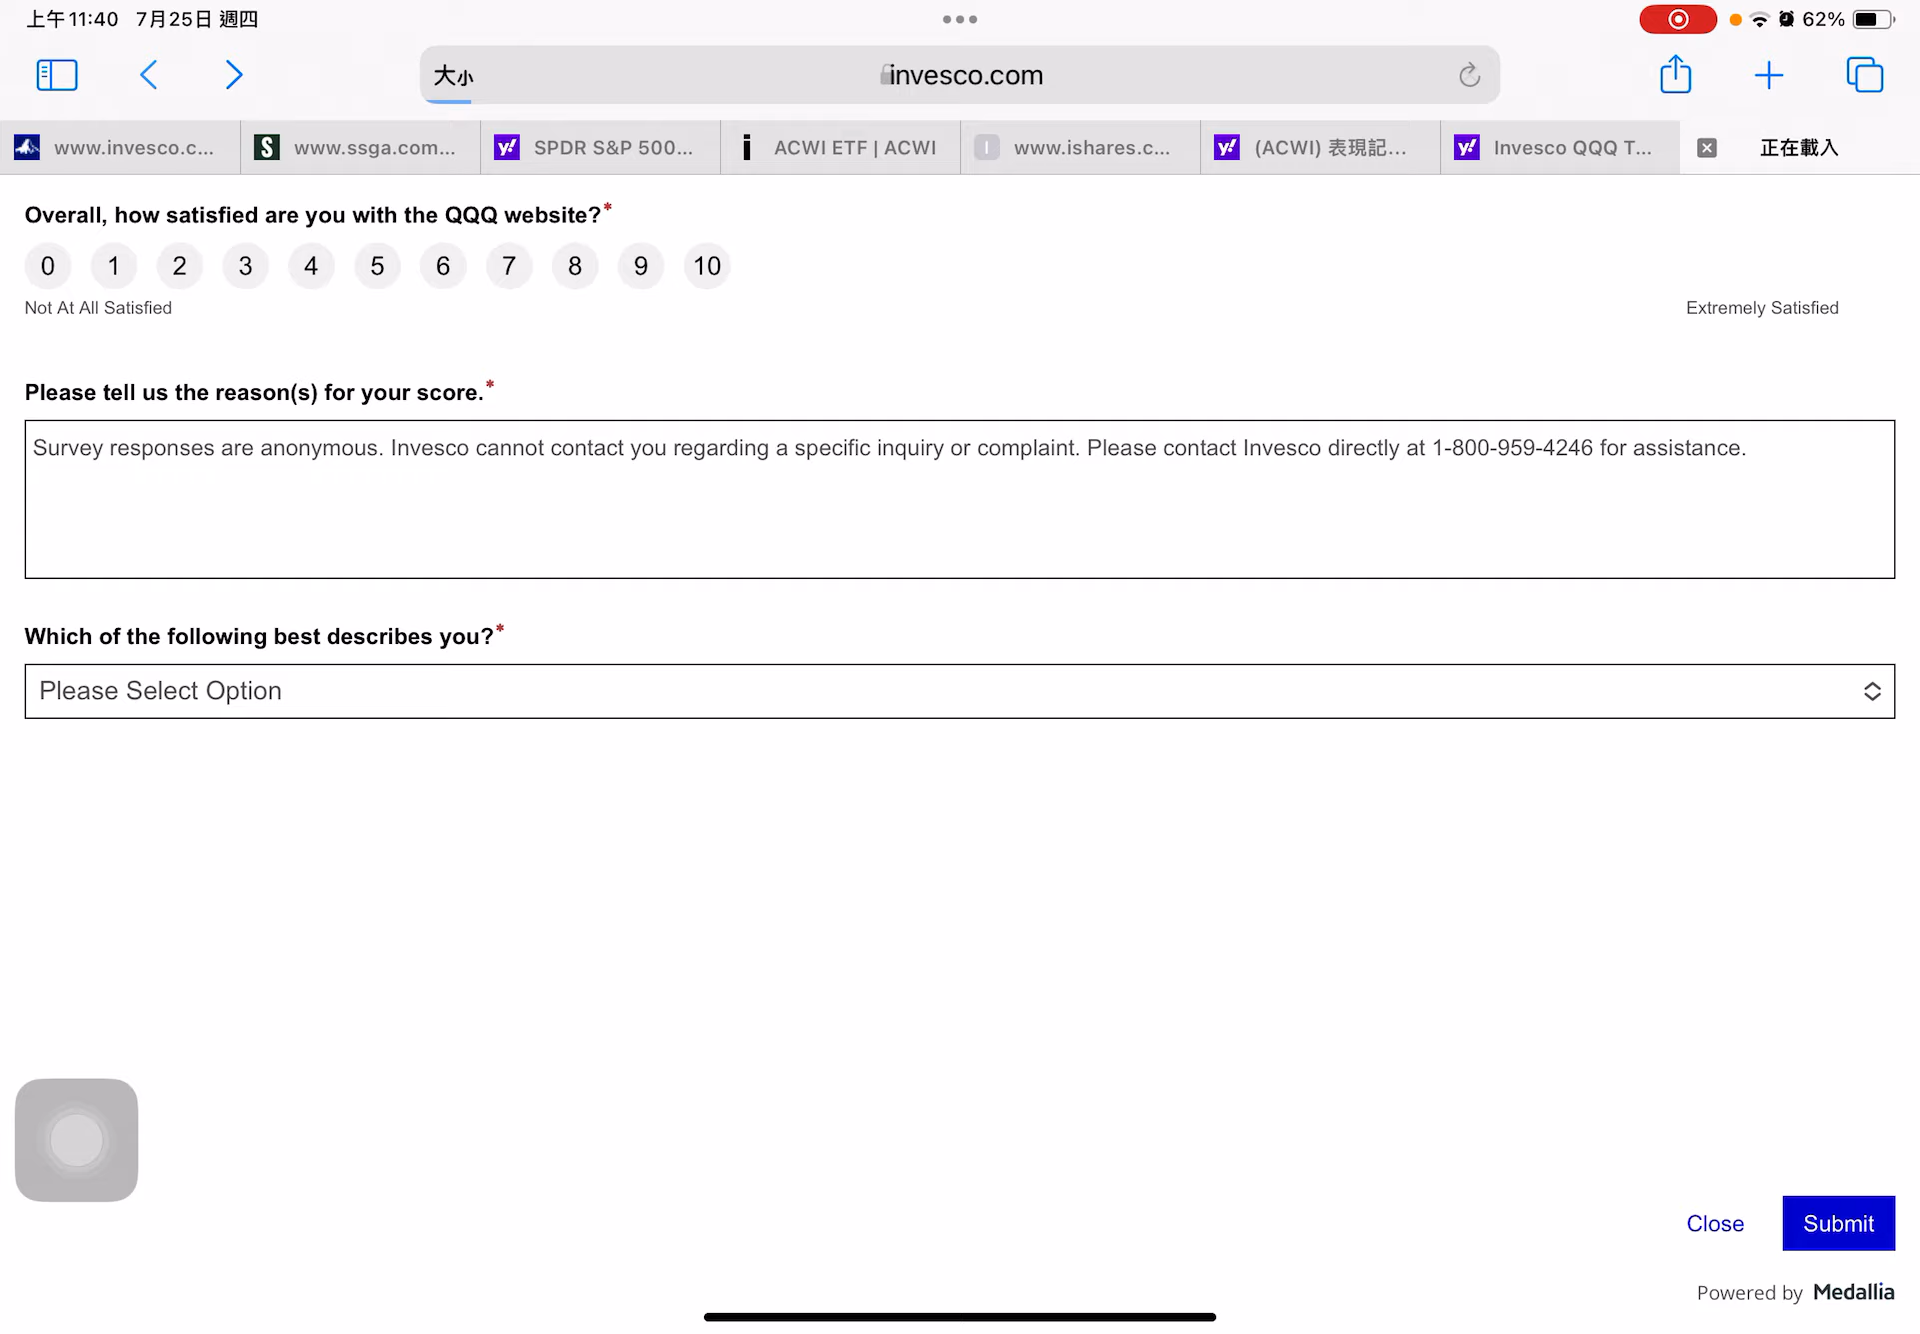 上午11:40 7月25日 週四
62%
大小
invesco.com
www.invesco.c...
www.ssga.com...
SPDR S&P 500...
ACWI ETF | ACWI
www.ishares.c...
(ACWI) 表現記...
Invesco QQQ T...
正在載入
Overall, how satisfied are you with the QQQ website?*
0 1 2 3 4 5 6 7 8 9 10
Not At All Satisfied
Extremely Satisfied
Please tell us the reason(s) for your score.*
Survey responses are anonymous. Invesco cannot contact you regarding a specific inquiry or complaint. Please contact Invesco directly at 1-800-959-4246 for assistance.
Which of the following best describes you?*
Please Select Option
Close
Submit
Powered by Medallia